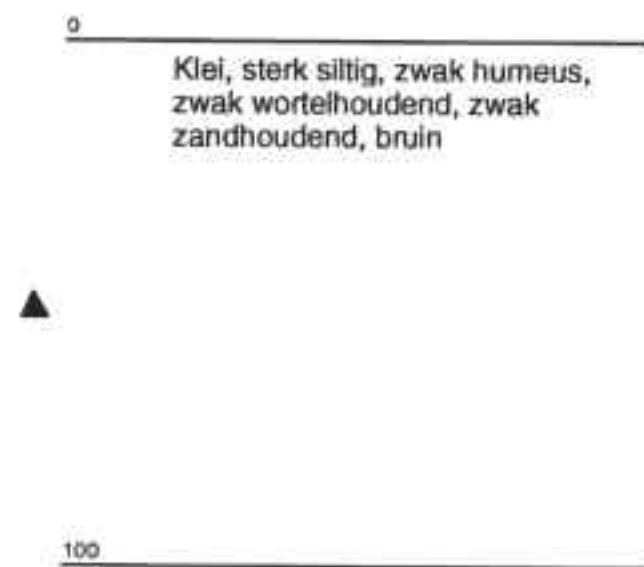 0
Klei, sterk siltig, zwak humeus,
zwak wortelhoudend, zwak
zandhoudend, bruin
100